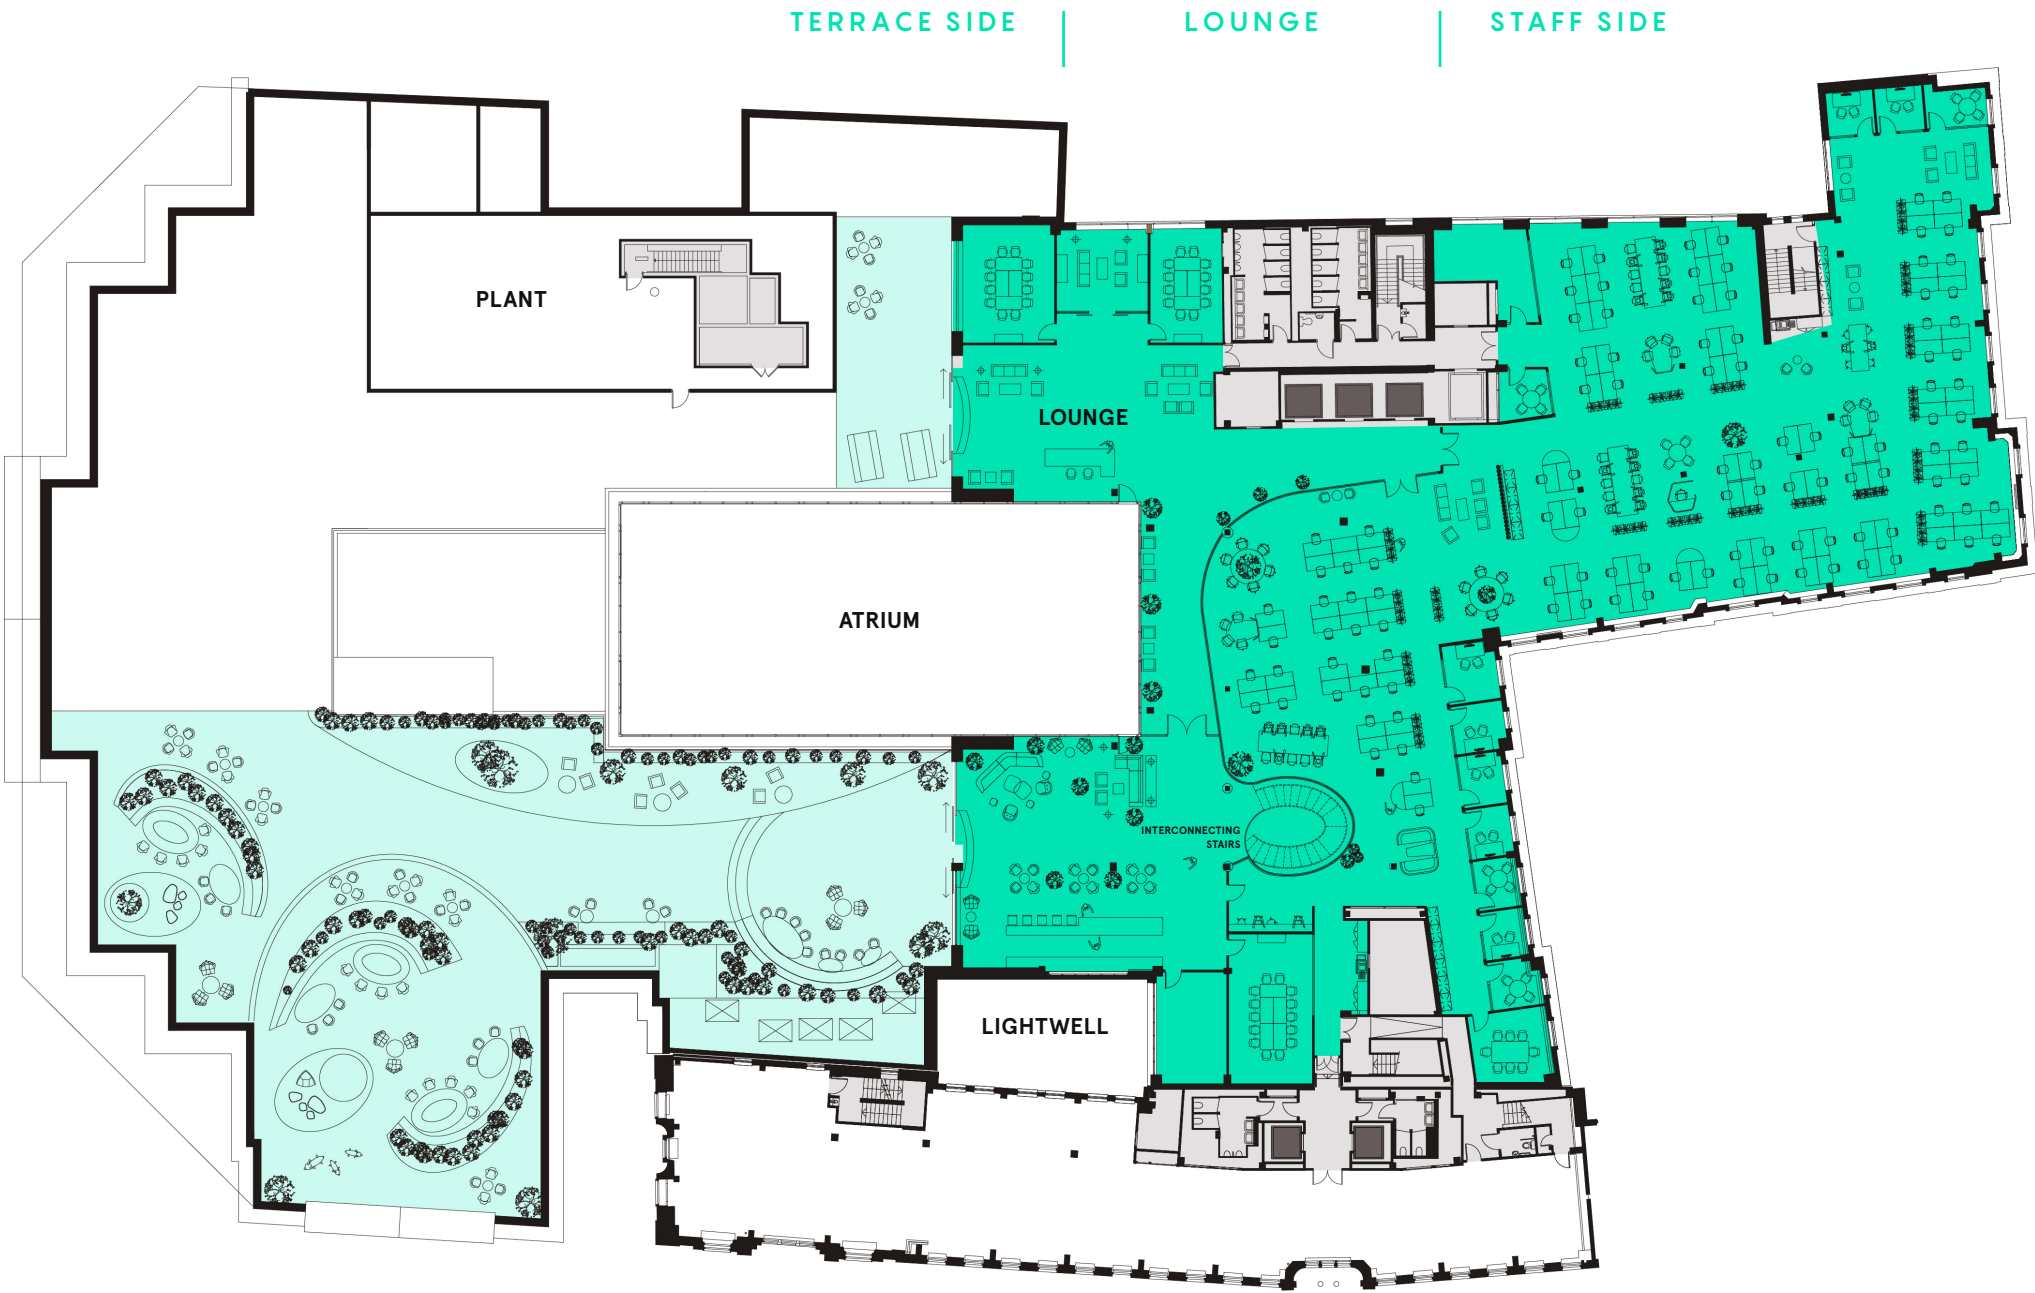 TERRACE SIDE
LOUNGE
STAFF SIDE
PLANT
LOUNGE
ATRIUM
INTERCONNECTING
STAIRS
LIGHTWELL